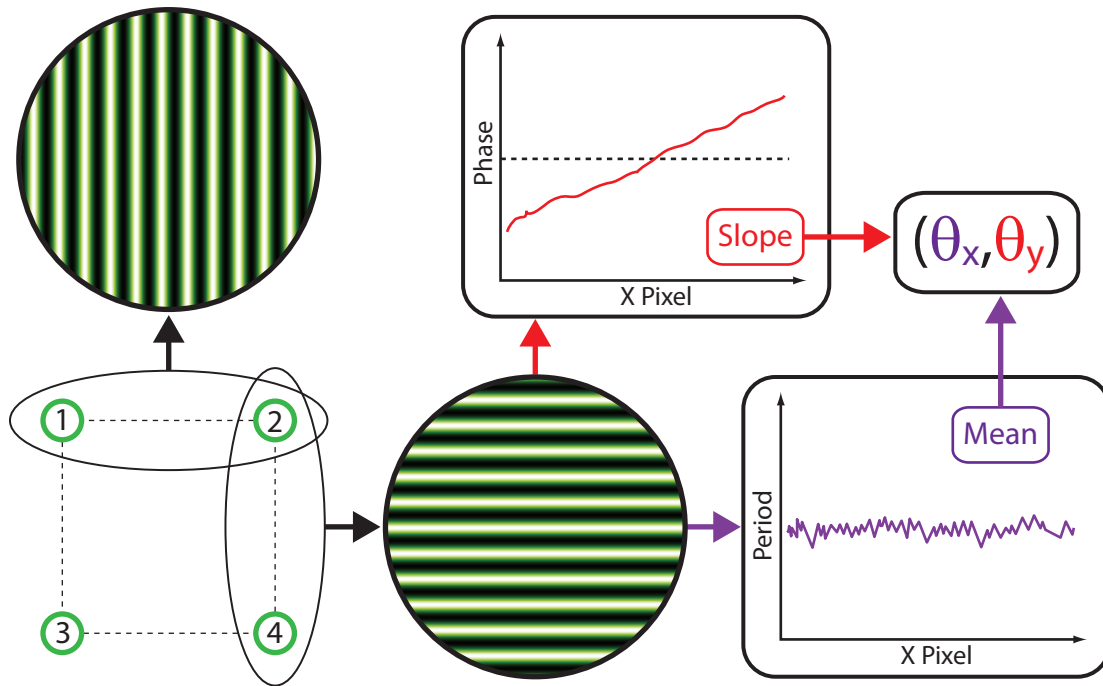 Phase
X Pixel
Slope
(θx,θy)
1
2
3
4
Mean
Period
X Pixel